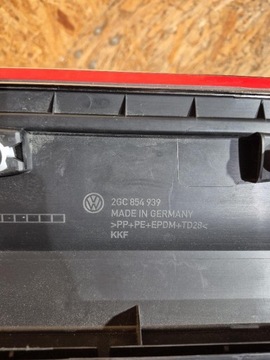 2GC 854 939
MADE IN GERMANY
>PP+PE+EPDM+TD28<
KKF